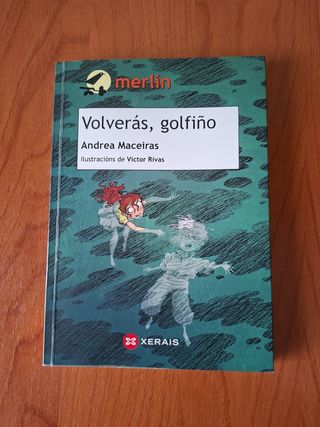 merlín
Volverás, golfiño
Andrea Maceiras
Ilustracións de Víctor Rivas
XERAIS